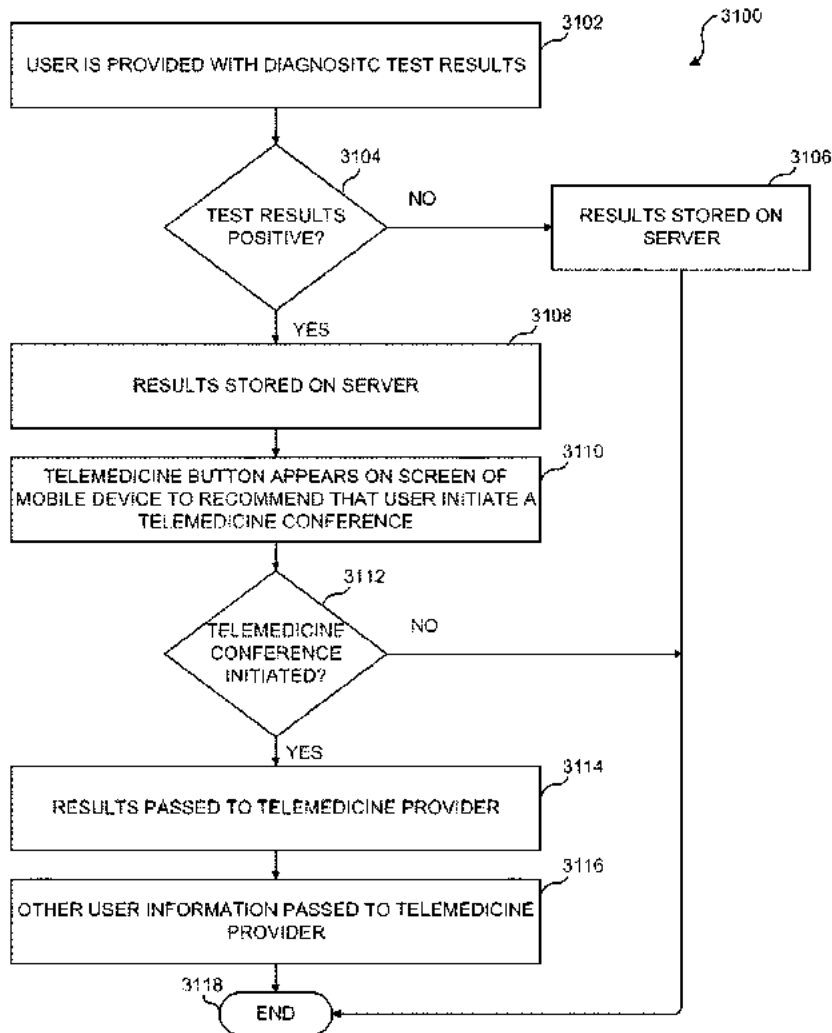 3100
3102
USER IS PROVIDED WITH DIAGNOSITC TEST RESULTS
3104
TEST RESULTS
POSITIVE?
NO
3106
RESULTS STORED ON
SERVER
YES
3108
RESULTS STORED ON SERVER
3110
TELEMEDICINE BUTTON APPEARS ON SCREEN OF
MOBILE DEVICE TO RECOMMEND THAT USER INITIATE A
TELEMEDICINE CONFERENCE
3112
TELEMEDICINE
CONFERENCE
INITIATED?
NO
YES
3114
RESULTS PASSED TO TELEMEDICINE PROVIDER
3116
OTHER USER INFORMATION PASSED TO TELEMEDICINE
PROVIDER
3118
END